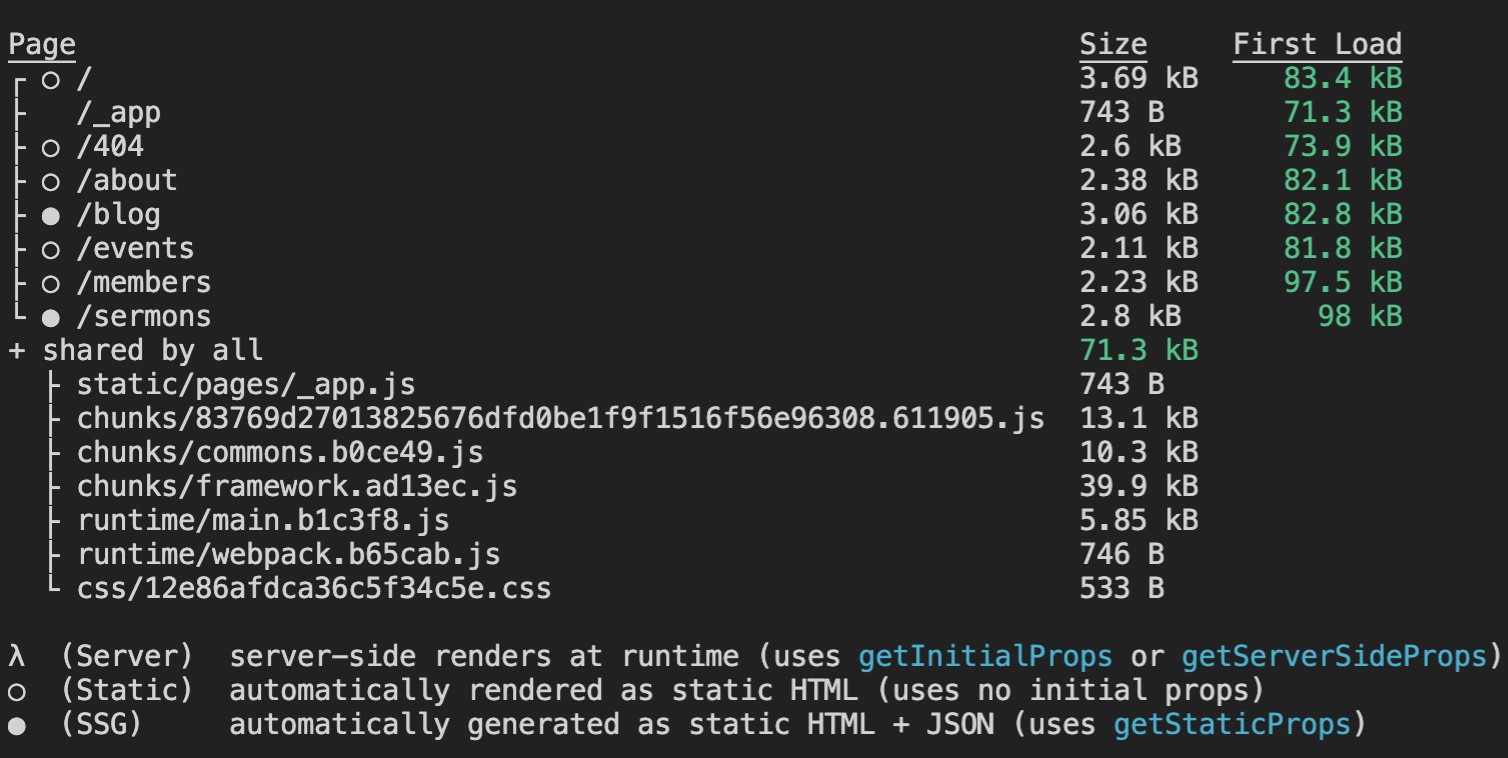 Page Size First Load
┌ ○ / 3.69 kB 83.4 kB
├ /_app 743 B 71.3 kB
├ ○ /404 2.6 kB 73.9 kB
├ ○ /about 2.38 kB 82.1 kB
├ ● /blog 3.06 kB 82.8 kB
├ ○ /events 2.11 kB 81.8 kB
├ ○ /members 2.23 kB 97.5 kB
└ ● /sermons 2.8 kB 98 kB
+ shared by all 71.3 kB
├ static/pages/_app.js 743 B
├ chunks/83769d27013825676dfd0be1f9f1516f56e96308.611905.js 13.1 kB
├ chunks/commons.b0ce49.js 10.3 kB
├ chunks/framework.ad13ec.js 39.9 kB
├ runtime/main.b1c3f8.js 5.85 kB
├ runtime/webpack.b65cab.js 746 B
└ css/12e86afdca36c5f34c5e.css 533 B
λ (Server) server-side renders at runtime (uses getInitialProps or getServerSideProps)
○ (Static) automatically rendered as static HTML (uses no initial props)
● (SSG) automatically generated as static HTML + JSON (uses getStaticProps)